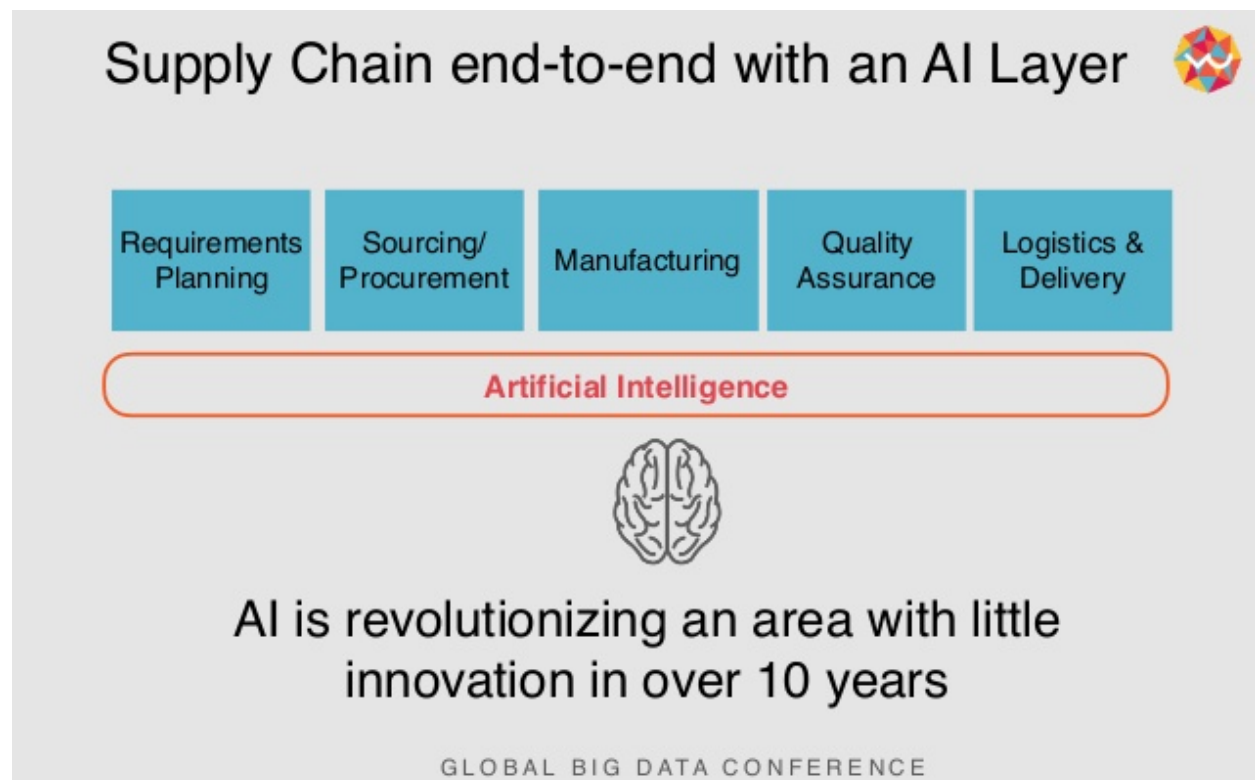 Supply Chain end-to-end with an AI Layer
Requirements
Planning
Sourcing/
Procurement
Manufacturing
Quality
Assurance
Logistics &
Delivery
Artificial Intelligence
AI is revolutionizing an area with little
innovation in over 10 years
GLOBAL BIG DATA CONFERENCE